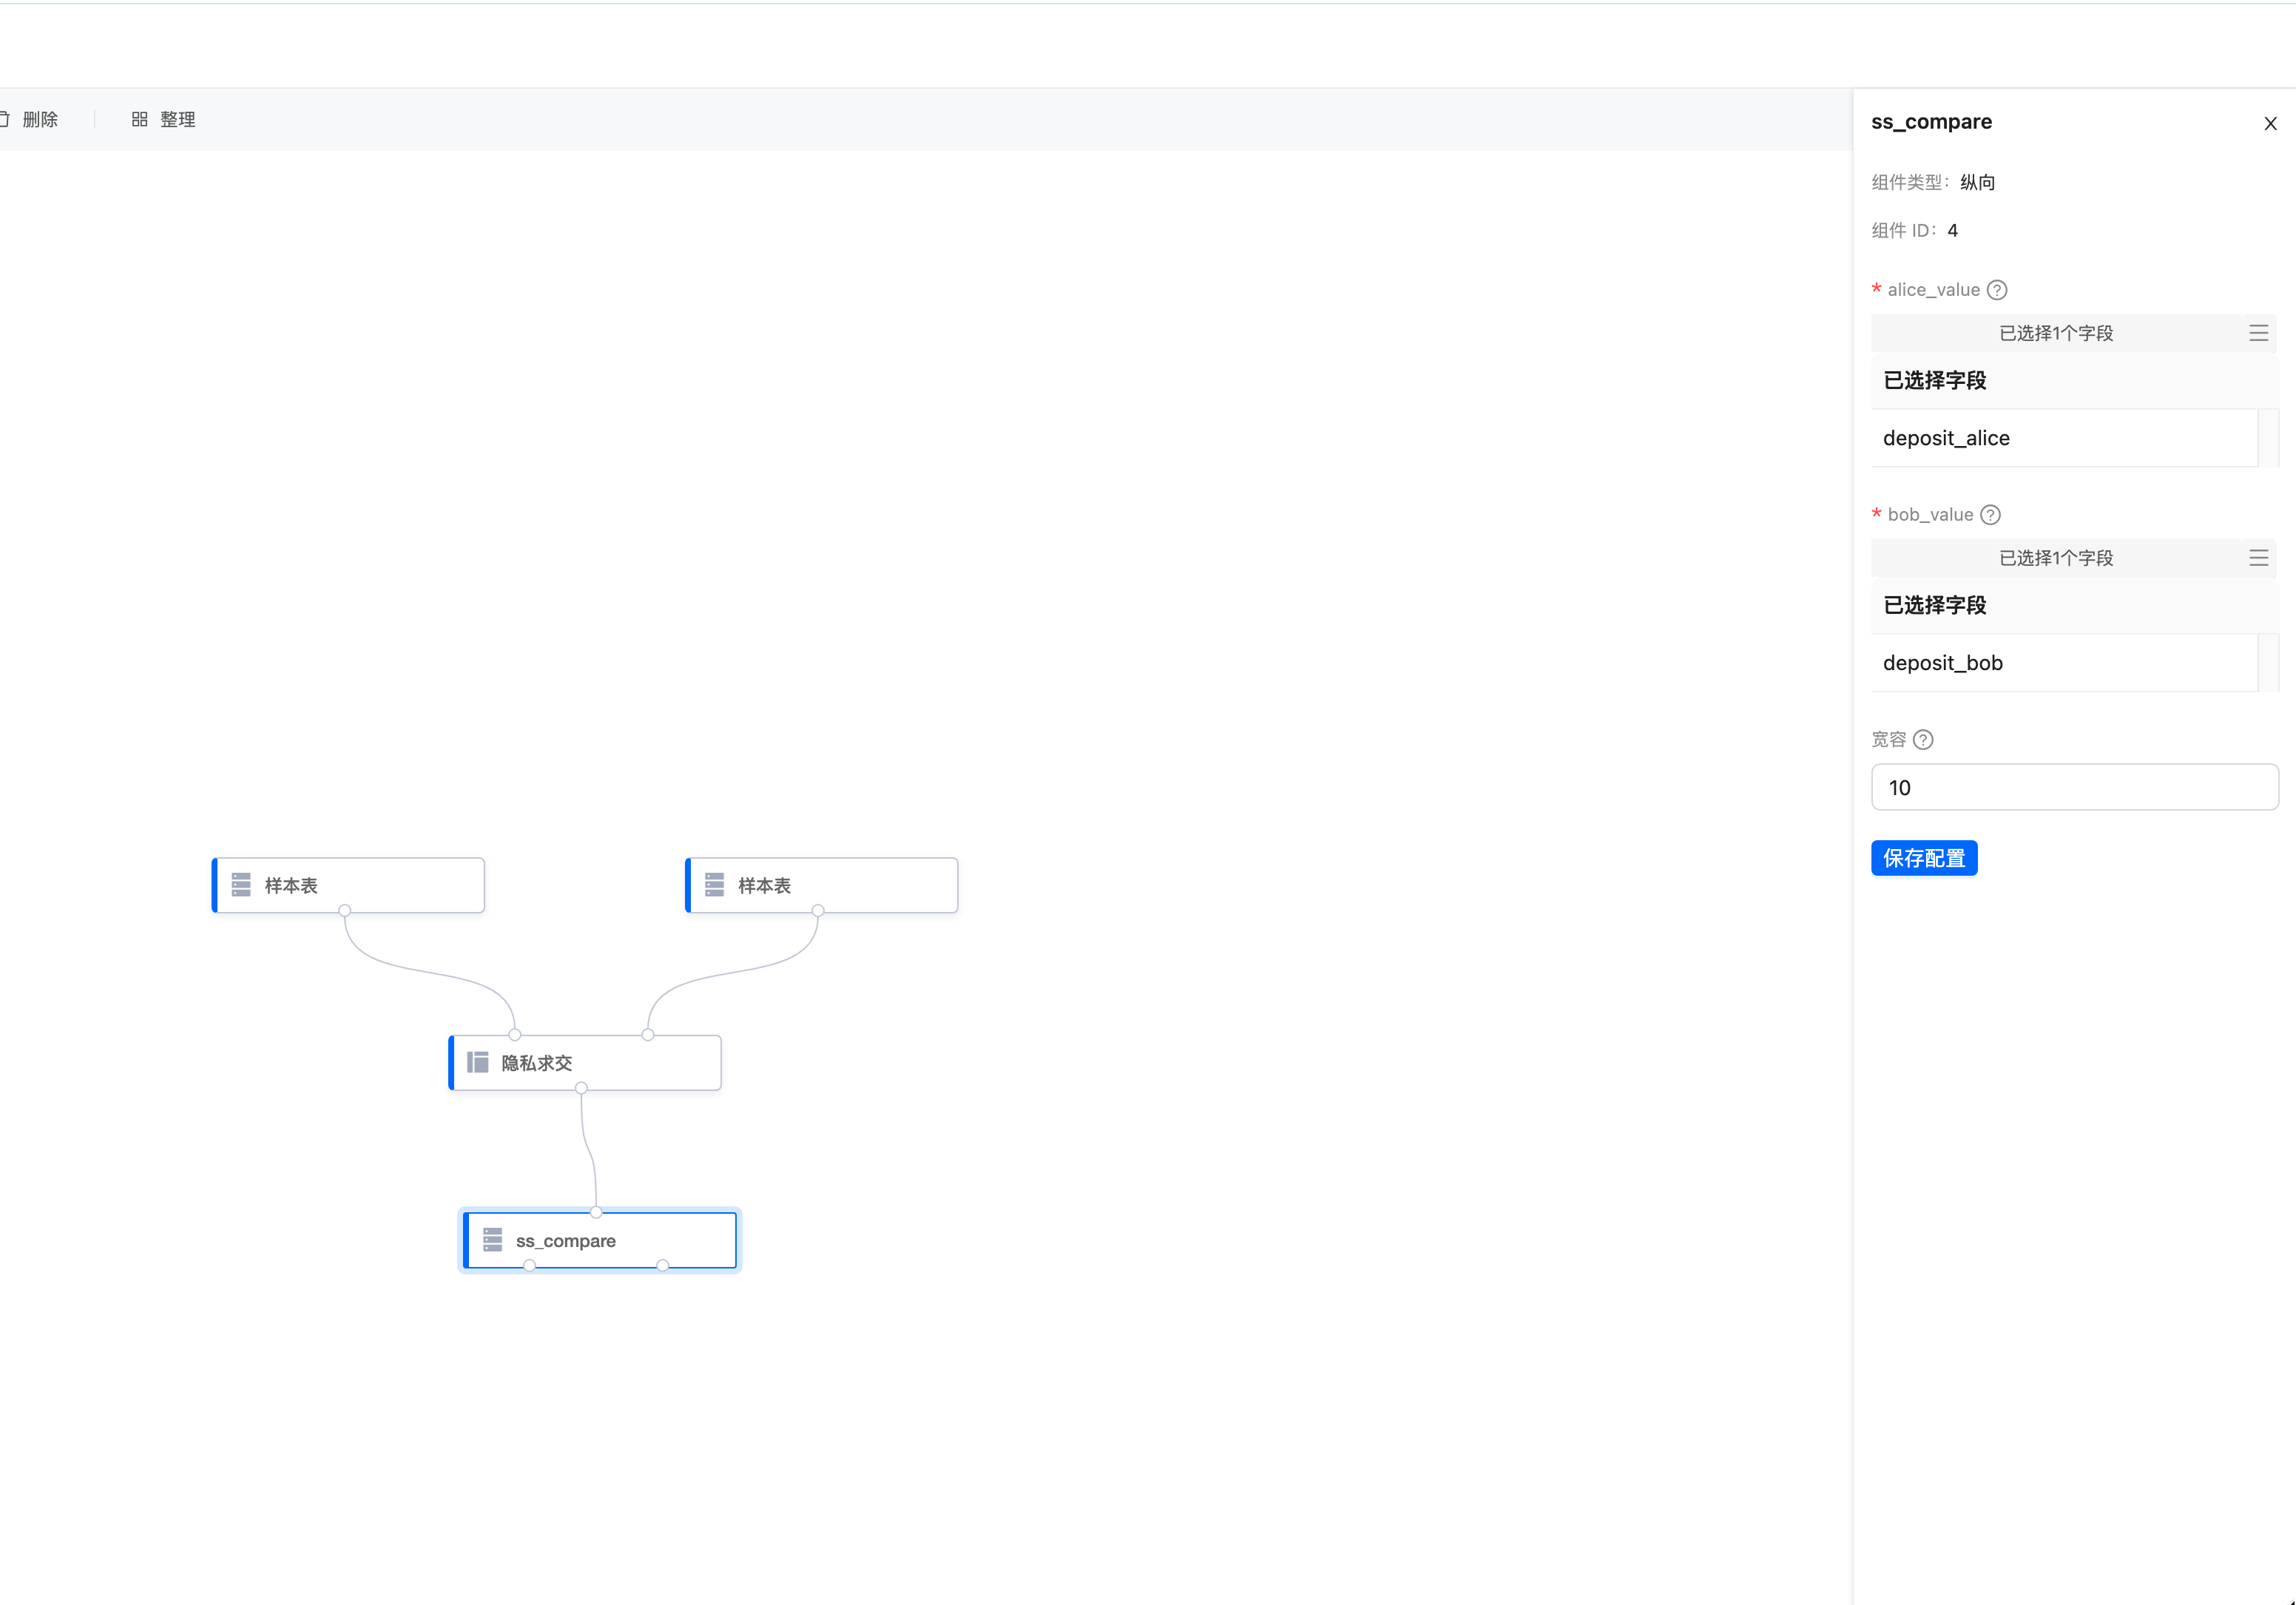 删除
整理
ss_compare
组件类型： 纵向
组件 ID： 4
* alice_value
已选择1个字段
已选择字段
deposit_alice
* bob_value
已选择1个字段
已选择字段
deposit_bob
宽容
10
保存配置
样本表
样本表
隐私求交
ss_compare